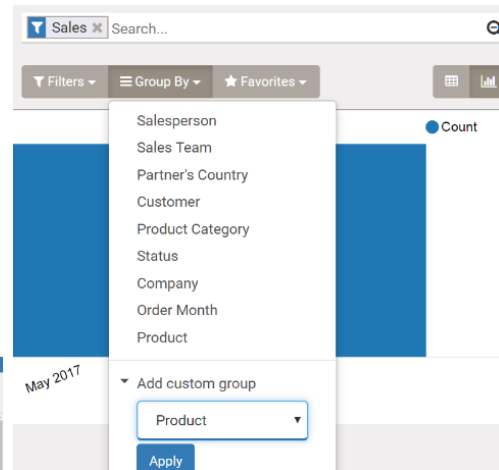 Sales
Search...
Filters
Group By
Favorites
Salesperson
Sales Team
Partner's Country
Customer
Product Category
Status
Company
Order Month
Product
Count
May 2017
Add custom group
Product
Apply